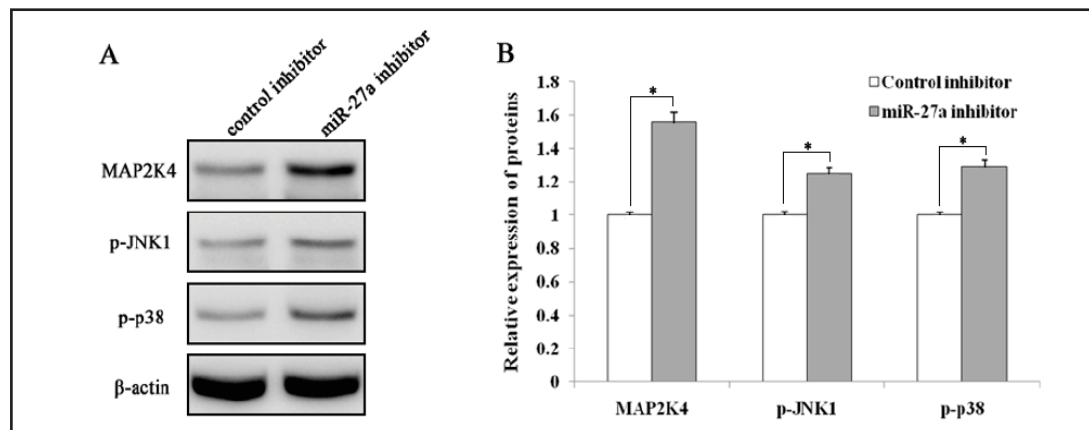 A
control inhibitor
miR-27a inhibitor
MAP2K4
p-JNK1
p-p38
β-actin
B
Relative expression of proteins
1.8
1.6
1.4
1.2
1
0.8
0.6
0.4
0.2
0
Control inhibitor
miR-27a inhibitor
*
*
*
MAP2K4
p-JNK1
p-p38